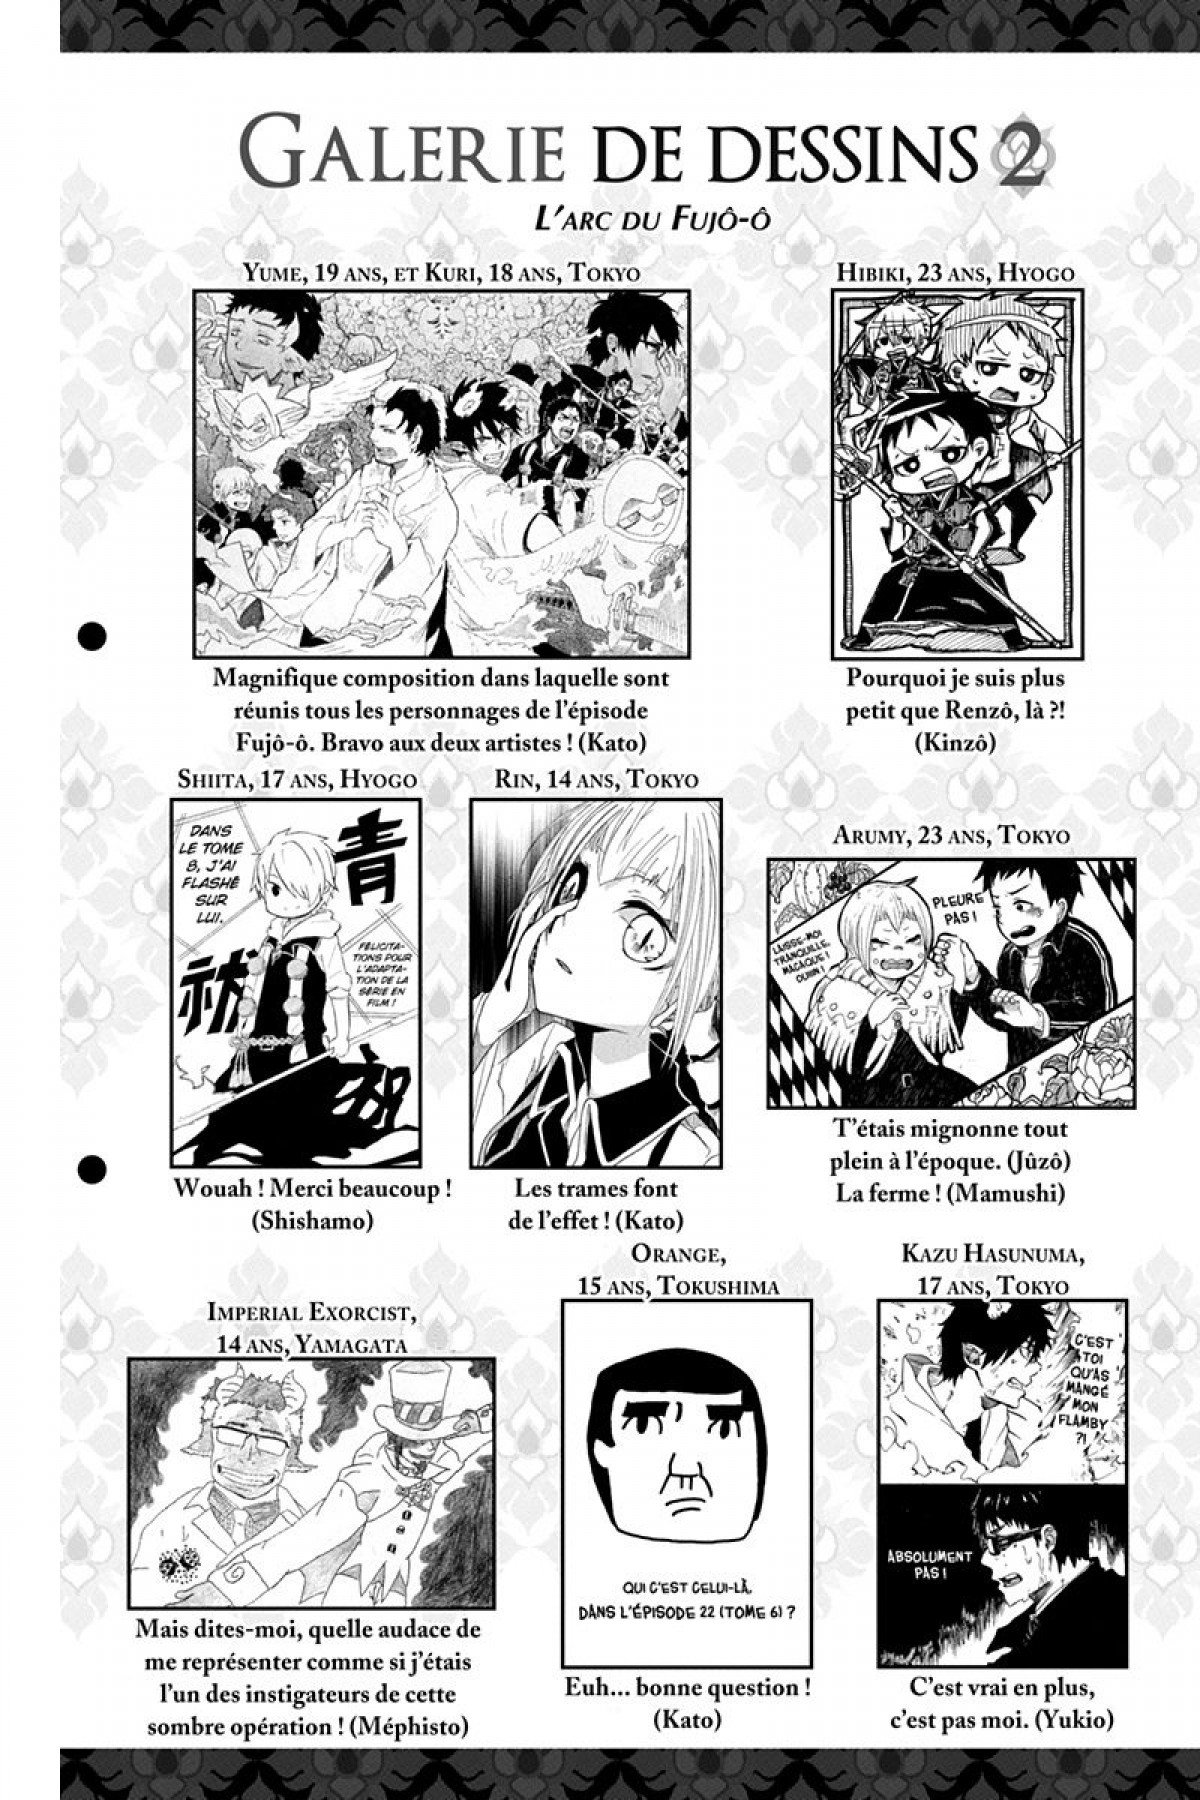 GALERIE DE DESSINS 2
L'ARC DU FUJÔ-Ô
YUME, 19 ANS, ET KURI, 18 ANS, TOKYO
Magnifique composition dans laquelle sont
réunis tous les personnages de l'épisode
Fujô-ô. Bravo aux deux artistes ! (Kato)
HIBIKI, 23 ANS, HYOGO
Pourquoi je suis plus
petit que Renzô, là ?!
(Kinzô)
SHIITA, 17 ANS, HYOGO
DANS
LE TOME
8, J'AI
FLASHÉ
SUR
LUI.
青
祓
祝
FÉLICITA-
TIONS POUR
L'ADAPTA-
TION DE LA
SÉRIE EN
FILM !
Wouah ! Merci beaucoup !
(Shishamo)
RIN, 14 ANS, TOKYO
Les trames font
de l'effet ! (Kato)
ARUMY, 23 ANS, TOKYO
PLEURE
PAS !
LAISSE-MOI
TRANQUILLE,
MACAQUE !
OUIIIN !
T'étais mignonne tout
plein à l'époque. (Jûzô)
La ferme ! (Mamushi)
IMPERIAL EXORCIST,
14 ANS, YAMAGATA
Mais dites-moi, quelle audace de
me représenter comme si j'étais
l'un des instigateurs de cette
sombre opération ! (Méphisto)
ORANGE,
15 ANS, TOKUSHIMA
QUI C'EST CELUI-LÀ,
DANS L'ÉPISODE 22 (TOME 6) ?
Euh... bonne question !
(Kato)
KAZU HASUNUMA,
17 ANS, TOKYO
C'EST
TOI
QU'AS
MANGÉ
MON
FLAMBY
?!
ABSOLUMENT
PAS !
C'est vrai en plus,
c'est pas moi. (Yukio)